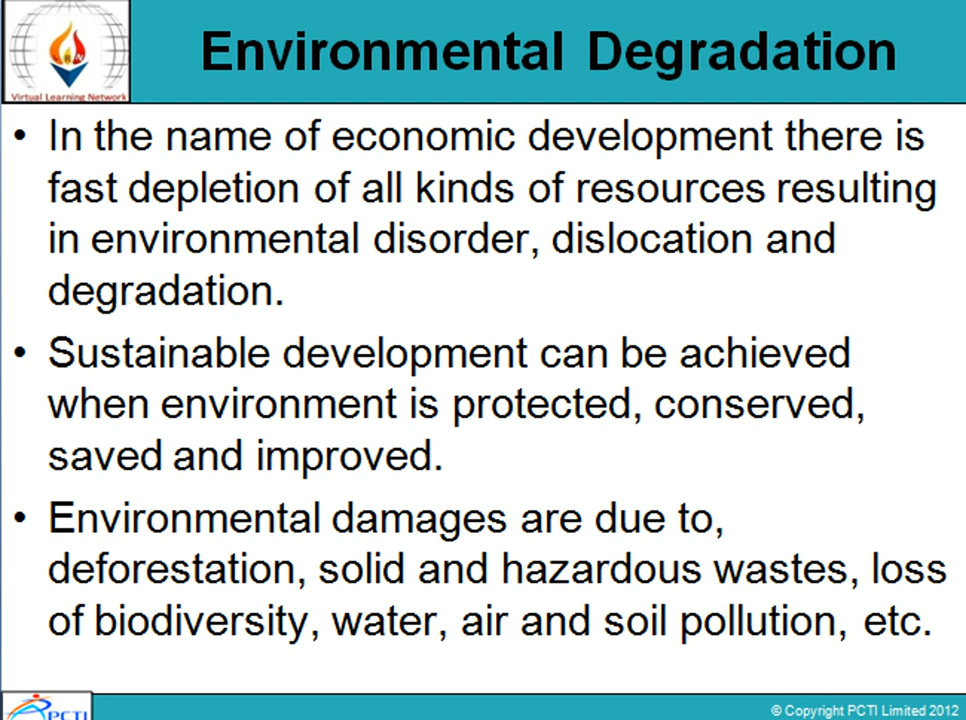 Environmental Degradation
Virtual Learning Network
• In the name of economic development there is
fast depletion of all kinds of resources resulting
in environmental disorder, dislocation and
degradation.
• Sustainable development can be achieved
when environment is protected, conserved,
saved and improved.
• Environmental damages are due to,
deforestation, solid and hazardous wastes, loss
of biodiversity, water, air and soil pollution, etc.
PCTI
© Copyright PCTI Limited 2012